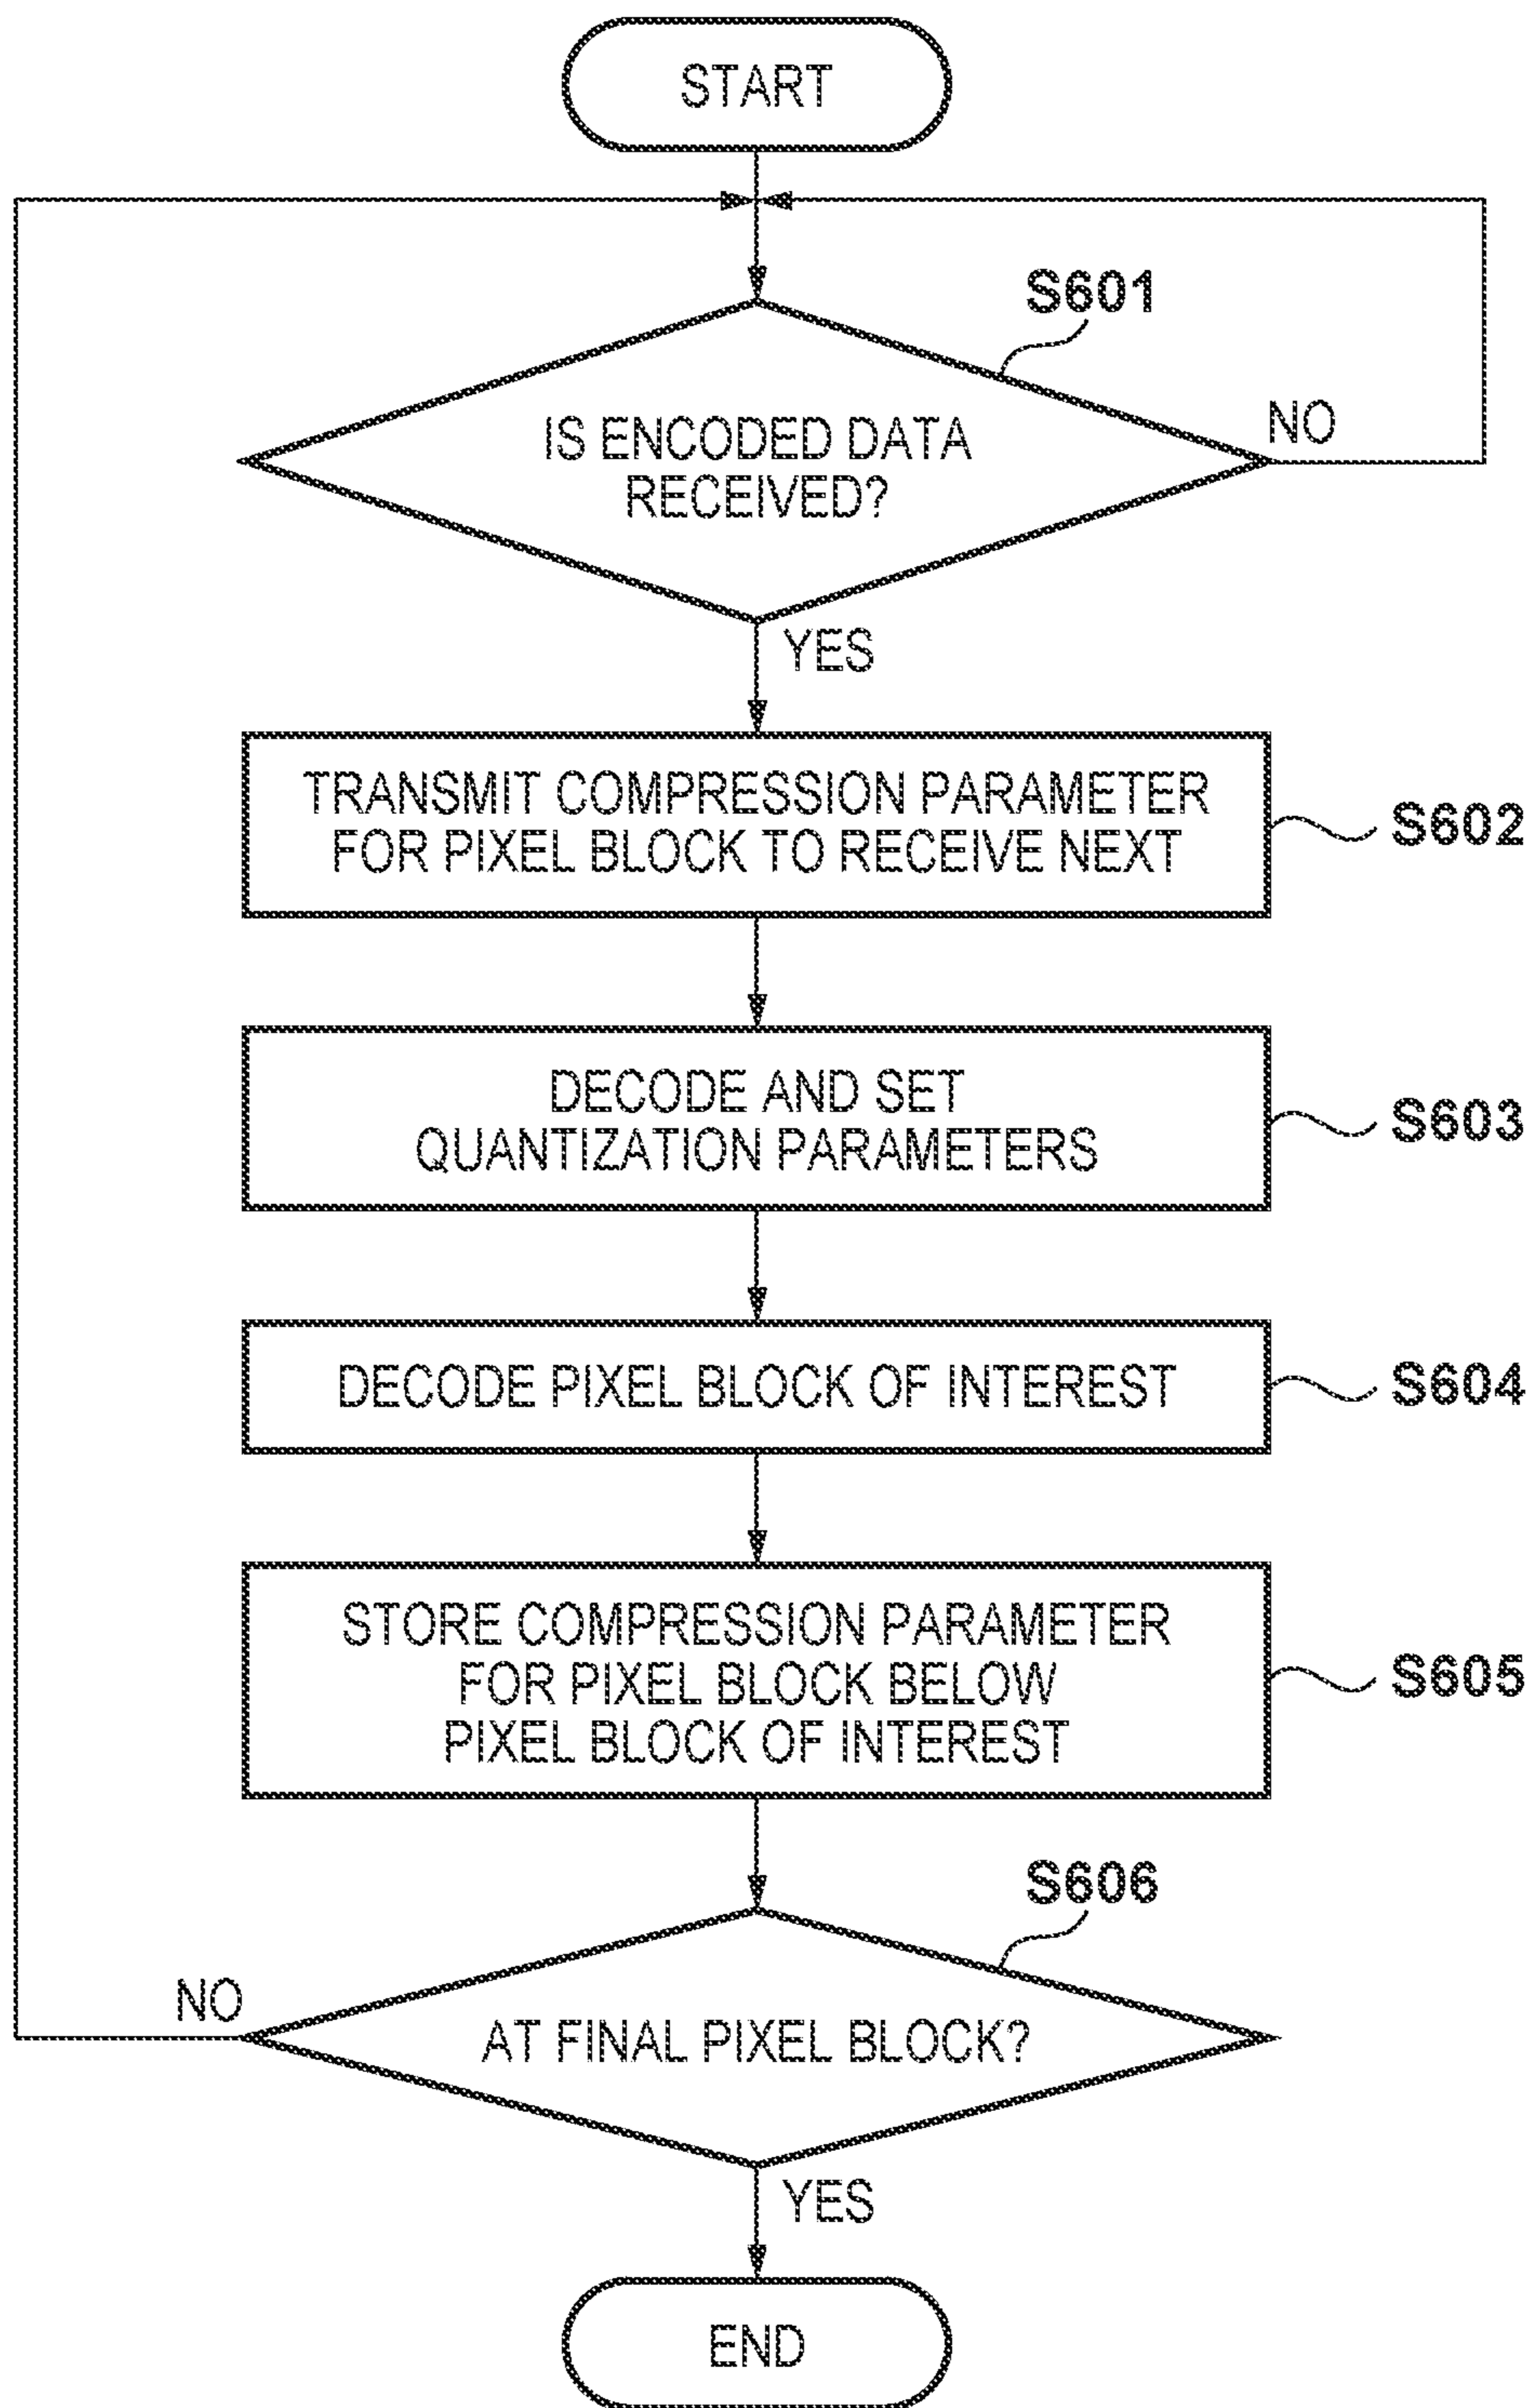 START
S601
IS ENCODED DATA
RECEIVED?
NO
YES
TRANSMIT COMPRESSION PARAMETER
FOR PIXEL BLOCK TO RECEIVE NEXT
S602
DECODE AND SET
QUANTIZATION PARAMETERS
S603
DECODE PIXEL BLOCK OF INTEREST
S604
STORE COMPRESSION PARAMETER
FOR PIXEL BLOCK BELOW
PIXEL BLOCK OF INTEREST
S605
S606
NO
AT FINAL PIXEL BLOCK?
YES
END